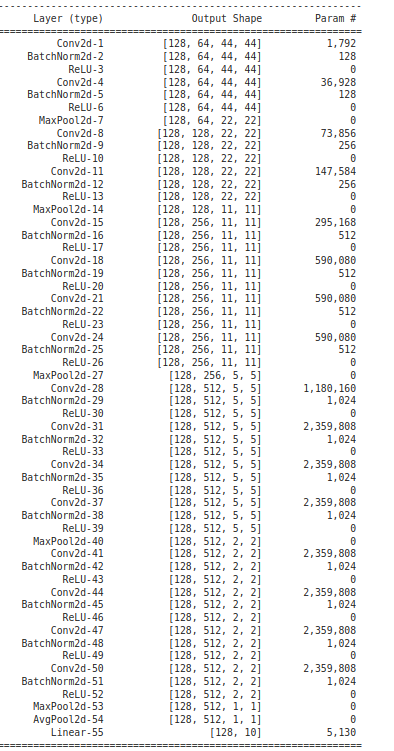 ----------------------------------------------------------------
Layer (type) Output Shape Param #
================================================================
Conv2d-1 [128, 64, 44, 44] 1,792
BatchNorm2d-2 [128, 64, 44, 44] 128
ReLU-3 [128, 64, 44, 44] 0
Conv2d-4 [128, 64, 44, 44] 36,928
BatchNorm2d-5 [128, 64, 44, 44] 128
ReLU-6 [128, 64, 44, 44] 0
MaxPool2d-7 [128, 64, 22, 22] 0
Conv2d-8 [128, 128, 22, 22] 73,856
BatchNorm2d-9 [128, 128, 22, 22] 256
ReLU-10 [128, 128, 22, 22] 0
Conv2d-11 [128, 128, 22, 22] 147,584
BatchNorm2d-12 [128, 128, 22, 22] 256
ReLU-13 [128, 128, 22, 22] 0
MaxPool2d-14 [128, 128, 11, 11] 0
Conv2d-15 [128, 256, 11, 11] 295,168
BatchNorm2d-16 [128, 256, 11, 11] 512
ReLU-17 [128, 256, 11, 11] 0
Conv2d-18 [128, 256, 11, 11] 590,080
BatchNorm2d-19 [128, 256, 11, 11] 512
ReLU-20 [128, 256, 11, 11] 0
Conv2d-21 [128, 256, 11, 11] 590,080
BatchNorm2d-22 [128, 256, 11, 11] 512
ReLU-23 [128, 256, 11, 11] 0
Conv2d-24 [128, 256, 11, 11] 590,080
BatchNorm2d-25 [128, 256, 11, 11] 512
ReLU-26 [128, 256, 11, 11] 0
MaxPool2d-27 [128, 256, 5, 5] 0
Conv2d-28 [128, 512, 5, 5] 1,180,160
BatchNorm2d-29 [128, 512, 5, 5] 1,024
ReLU-30 [128, 512, 5, 5] 0
Conv2d-31 [128, 512, 5, 5] 2,359,808
BatchNorm2d-32 [128, 512, 5, 5] 1,024
ReLU-33 [128, 512, 5, 5] 0
Conv2d-34 [128, 512, 5, 5] 2,359,808
BatchNorm2d-35 [128, 512, 5, 5] 1,024
ReLU-36 [128, 512, 5, 5] 0
Conv2d-37 [128, 512, 5, 5] 2,359,808
BatchNorm2d-38 [128, 512, 5, 5] 1,024
ReLU-39 [128, 512, 5, 5] 0
MaxPool2d-40 [128, 512, 2, 2] 0
Conv2d-41 [128, 512, 2, 2] 2,359,808
BatchNorm2d-42 [128, 512, 2, 2] 1,024
ReLU-43 [128, 512, 2, 2] 0
Conv2d-44 [128, 512, 2, 2] 2,359,808
BatchNorm2d-45 [128, 512, 2, 2] 1,024
ReLU-46 [128, 512, 2, 2] 0
Conv2d-47 [128, 512, 2, 2] 2,359,808
BatchNorm2d-48 [128, 512, 2, 2] 1,024
ReLU-49 [128, 512, 2, 2] 0
Conv2d-50 [128, 512, 2, 2] 2,359,808
BatchNorm2d-51 [128, 512, 2, 2] 1,024
ReLU-52 [128, 512, 2, 2] 0
MaxPool2d-53 [128, 512, 1, 1] 0
AvgPool2d-54 [128, 512, 1, 1] 0
Linear-55 [128, 10] 5,130
================================================================